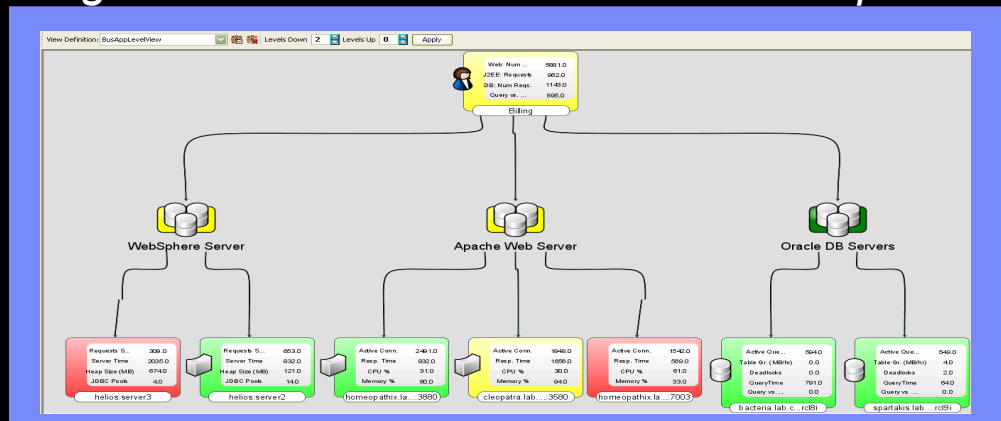 View Definition: BusAppLevelView Levels Down 2 Levels Up 0 Apply
Web: Num ... 5881.0
J2EE: Requests 962.0
DB: Num Reqs. 1143.0
Query vs. ... 895.0
Billing
WebSphere Server
Apache Web Server
Oracle DB Servers
Requests S... 309.0
Server Time 2035.0
Heap Size (MB) 674.0
JDBC Pools 4.0
helios:server3
Requests S... 653.0
Server Time 832.0
Heap Size (MB) 121.0
JDBC Pools 14.0
helios:server2
Active Conn. 2491.0
Resp. Time 832.0
CPU % 31.0
Memory % 80.0
homeopathix.la...:3880
Active Conn. 1948.0
Resp. Time 1656.0
CPU % 30.0
Memory % 94.0
cleopatra.lab....:3580
Active Conn. 1542.0
Resp. Time 569.0
CPU % 61.0
Memory % 33.0
homeopathix.la...:7003
Active Que... 594.0
Table Gr. (MB/hr) 0.0
Deadlocks 0.0
QueryTime 791.0
Query vs. ... 0.0
bacteria.lab.c...rcl8i
Active Que... 548.0
Table Gr. (MB/hr) 4.0
Deadlocks 2.0
QueryTime 64.0
Query vs. ... 0.0
spartakis.lab....rcl9i